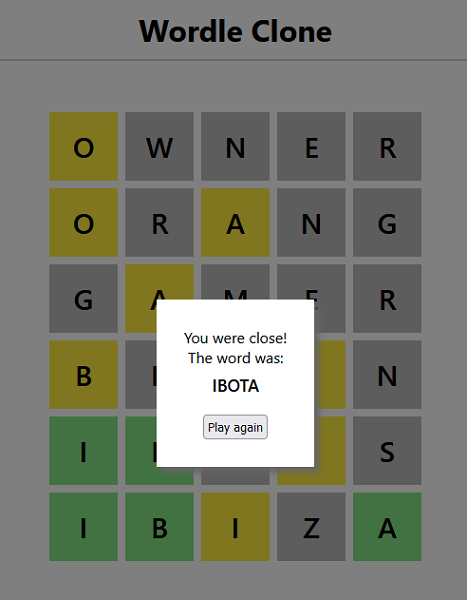 Wordle Clone
O W N E R
O R A N G
G A M E R
You were close!
The word was:
B N
IBOTA
Play again
I S
I B I Z A